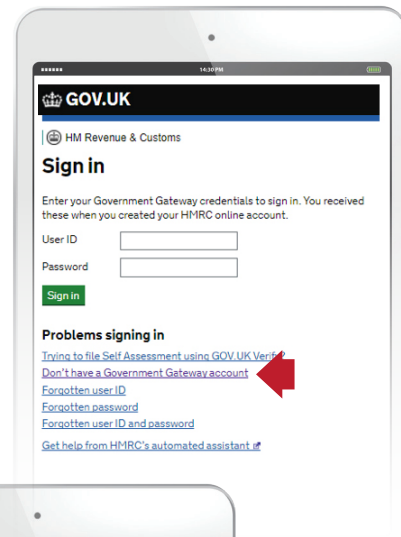 14:30 PM
GOV.UK
HM Revenue & Customs
Sign in
Enter your Government Gateway credentials to sign in. You received
these when you created your HMRC online account.
User ID
Password
Sign in
Problems signing in
Trying to file Self Assessment using GOV.UK Verify?
Don't have a Government Gateway account
Forgotten user ID
Forgotten password
Forgotten user ID and password
Get help from HMRC's automated assistant